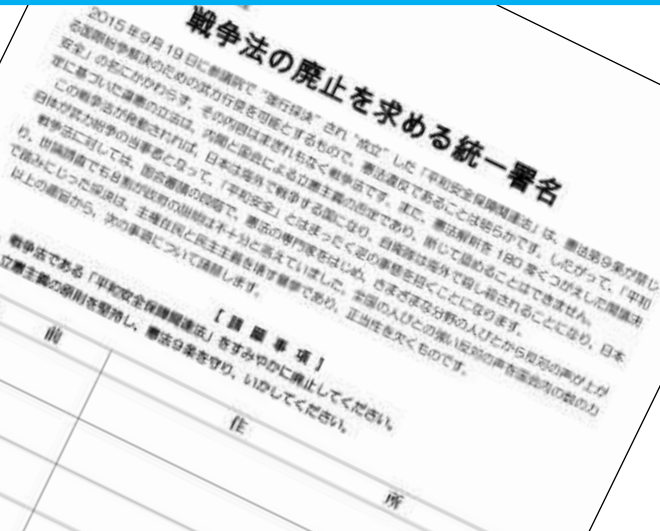 戦争法の廃止を求める統一署名
2015年9月19日に参議院で“強行採決”され“成立”した「平和安全保障関連法」は、憲法第9条が禁じ
る国際紛争解決のための武力行使を可能とするもので、憲法違反であることは明らかです。したがって、「平和
安全」の名にかかわらず、その内容はまぎれもなく戦争法です。また、憲法解釈を180度くつがえした閣議決
定に基づいた違憲の立法は、内閣と国会による立憲主義の否定であり、断じて認めることはできません。
この戦争法が発動されれば、日本は海外で戦争する国になり、自衛隊は海外で殺し殺されることになり、日本
自体が武力紛争の当事者となって、「平和安全」とはまったく逆の事態を招くことになります。
戦争法に対しては、国会審議の段階で、憲法の専門家をはじめ、さまざまな分野の人びとから反対の声が上が
り、世論調査でも8割が政府の説明は不十分と答えていました。全国の人びとの強い反対の声を国会内の数の力
で踏みにじった採決は、主権在民と民主主義を壊す暴挙であり、正当性を欠くものです。
以上の趣旨から、次の事項について請願します。
【請願事項】
戦争法である「平和安全保障関連法」をすみやかに廃止してください。
立憲主義の原則を堅持し、憲法9条を守り、いかしてください。
前 住 所